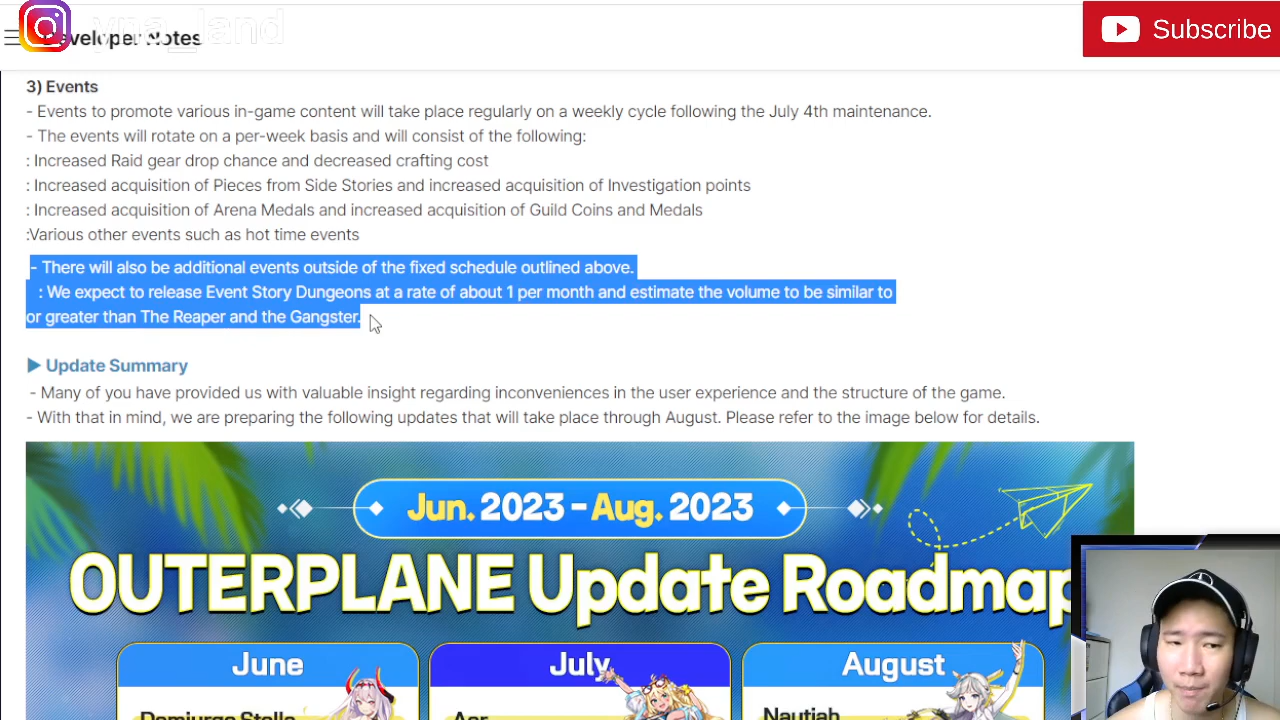 yna_land
Subscribe
Developer Notes
3) Events
- Events to promote various in-game content will take place regularly on a weekly cycle following the July 4th maintenance.
- The events will rotate on a per-week basis and will consist of the following:
: Increased Raid gear drop chance and decreased crafting cost
: Increased acquisition of Pieces from Side Stories and increased acquisition of Investigation points
: Increased acquisition of Arena Medals and increased acquisition of Guild Coins and Medals
:Various other events such as hot time events
- There will also be additional events outside of the fixed schedule outlined above.
: We expect to release Event Story Dungeons at a rate of about 1 per month and estimate the volume to be similar to
or greater than The Reaper and the Gangster.
▶ Update Summary
- Many of you have provided us with valuable insight regarding inconveniences in the user experience and the structure of the game.
- With that in mind, we are preparing the following updates that will take place through August. Please refer to the image below for details.
Jun. 2023 – Aug. 2023
OUTERPLANE Update Roadmap
June
July
August
Demiurge Stella
Aer
Nautiah